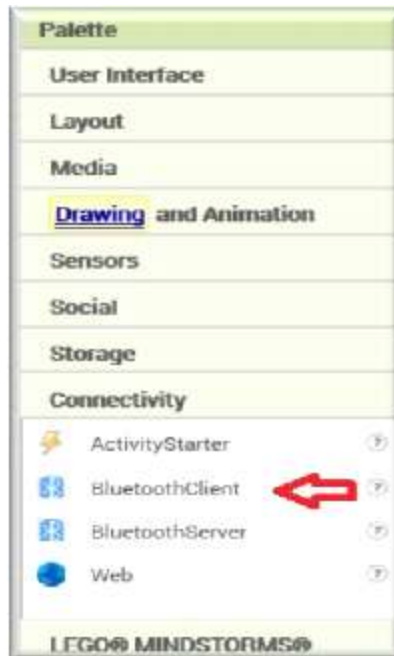 Palette
User Interface
Layout
Media
Drawing and Animation
Sensors
Social
Storage
Connectivity
ActivityStarter ?
BluetoothClient ?
BluetoothServer ?
Web ?
LEGO® MINDSTORMS®